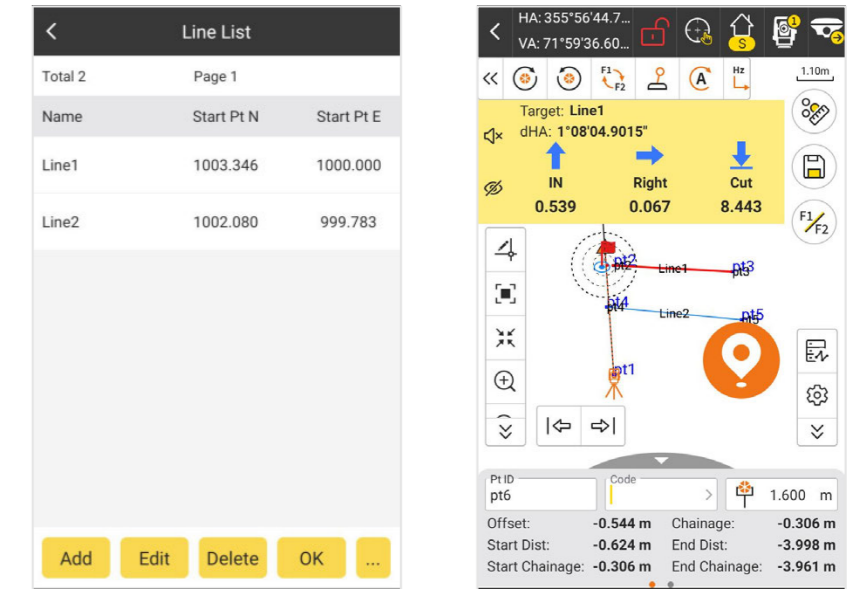 Line List
Total 2 Page 1
Name Start Pt N Start Pt E
Line1 1003.346 1000.000
Line2 1002.080 999.783
Add Edit Delete OK ...
HA: 355°56'44.7...
VA: 71°59'36.60...
S
1
F1
F2
A
Hz
1.10m
Target: Line1
dHA: 1°08'04.9015"
IN Right Cut
0.539 0.067 8.443
F1
F2
pt2 Line1 pt3
pt2 pt3
pt4 Line2 pt5
pt4 pt5
pt1
Pt ID Code
pt6 1.600 m
Offset: -0.544 m Chainage: -0.306 m
Start Dist: -0.624 m End Dist: -3.998 m
Start Chainage: -0.306 m End Chainage: -3.961 m